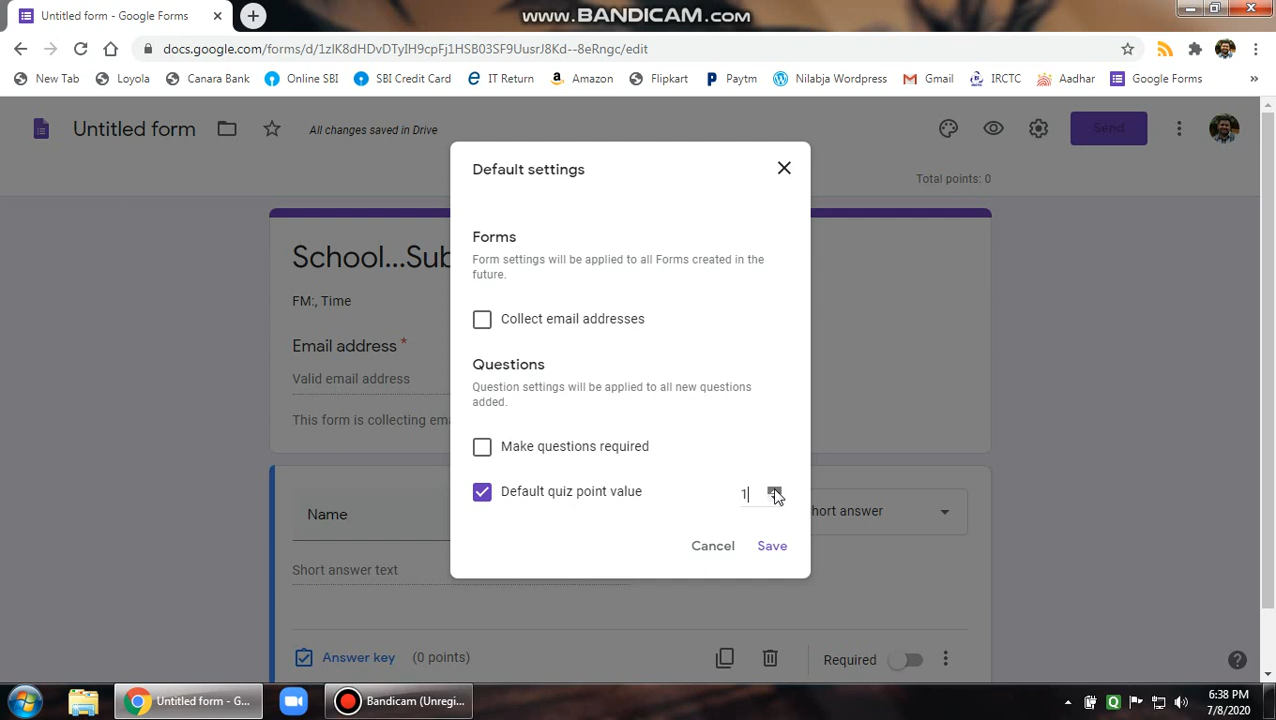 Untitled form - Google Forms
www.BANDICAM.com
docs.google.com/forms/d/1zIK8dHDvDTyIH9cpFj1HSB03SF9UusrJ8Kd--8eRngc/edit
New Tab Loyola Canara Bank Online SBI SBI Credit Card IT Return Amazon Flipkart Paytm Nilabja Wordpress Gmail IRCTC Aadhar Google Forms »
Untitled form All changes saved in Drive Send
Total points: 0
Default settings
School...Sub
FM:, Time
Email address *
Valid email address
This form is collecting ema
Forms
Form settings will be applied to all Forms created in the
future.
Collect email addresses
Questions
Question settings will be applied to all new questions
added.
Make questions required
Default quiz point value 1
Cancel Save
Name
hort answer
Short answer text
Answer key (0 points) Required
Untitled form - G...
Bandicam (Unregi...
6:38 PM
7/8/2020